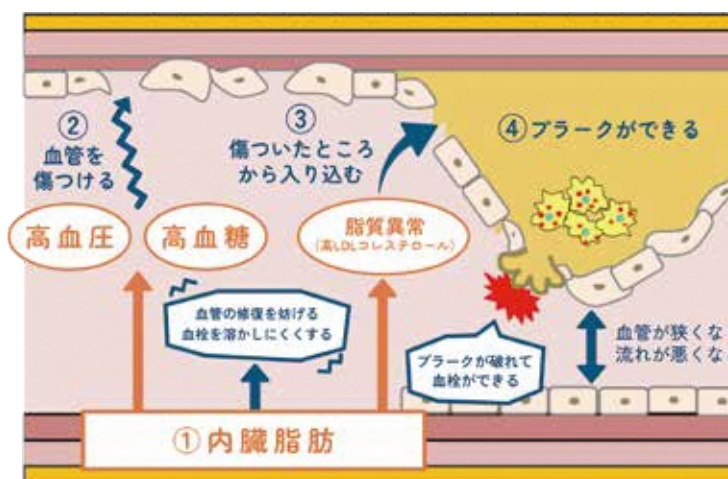 ②
血管を
傷つける
③
傷ついたところ
から入り込む
④プラークができる
高血圧
高血糖
脂質異常
(高LDLコレステロール)
血管の修復を妨げる
血栓を溶かしにくくする
プラークが破れて
血栓ができる
血管が狭くな
流れが悪くな
①内臓脂肪